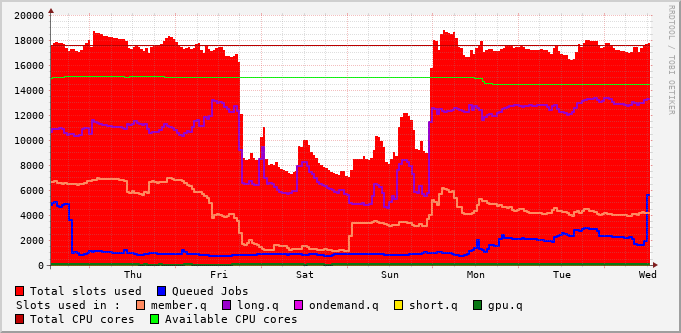 20000
18000
16000
14000
12000
10000
8000
6000
4000
2000
0
Thu Fri Sat Sun Mon Tue Wed
RRDTOOL / TOBI OETIKER
Total slots used Queued Jobs
Slots used in : member.q long.q ondemand.q short.q gpu.q
Total CPU cores Available CPU cores